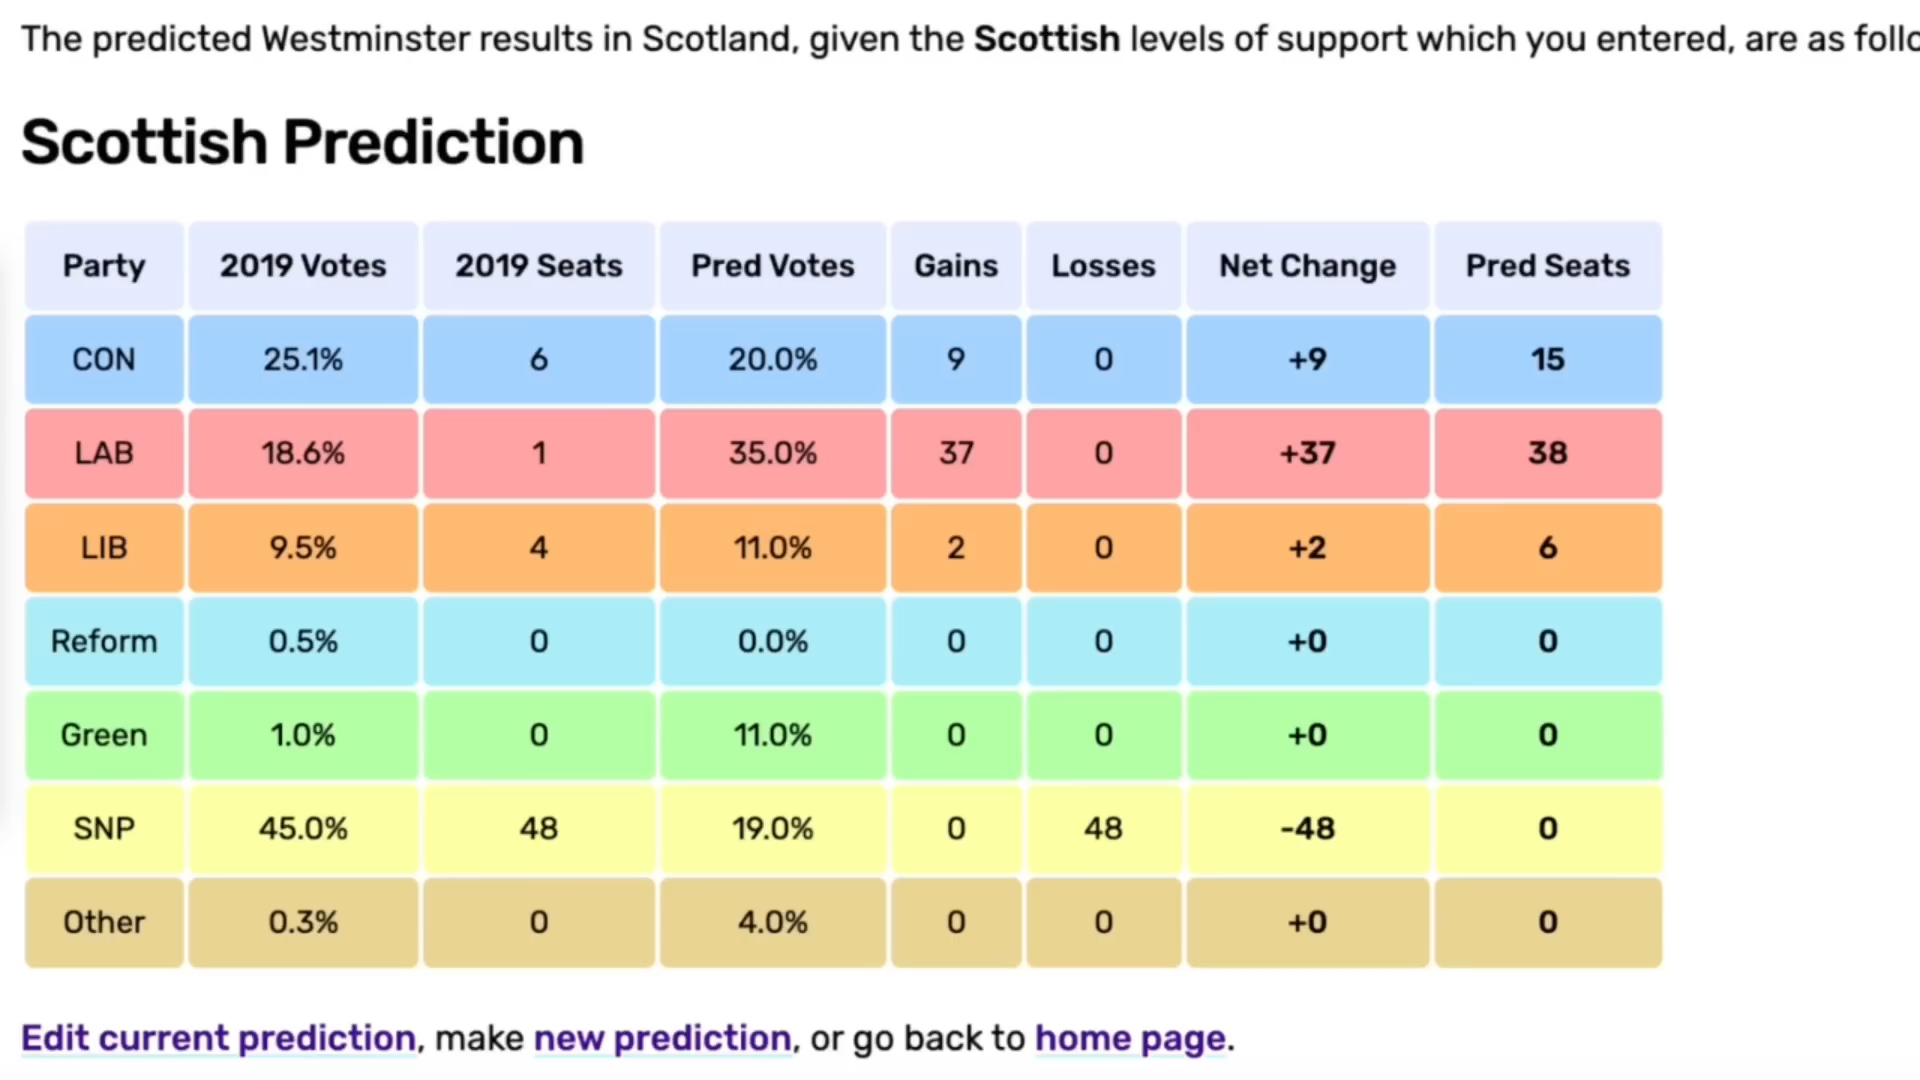 The predicted Westminster results in Scotland, given the Scottish levels of support which you entered, are as follo
Scottish Prediction
Party 2019 Votes 2019 Seats Pred Votes Gains Losses Net Change Pred Seats
CON 25.1% 6 20.0% 9 0 +9 15
LAB 18.6% 1 35.0% 37 0 +37 38
LIB 9.5% 4 11.0% 2 0 +2 6
Reform 0.5% 0 0.0% 0 0 +0 0
Green 1.0% 0 11.0% 0 0 +0 0
SNP 45.0% 48 19.0% 0 48 -48 0
Other 0.3% 0 4.0% 0 0 +0 0
Edit current prediction, make new prediction, or go back to home page.